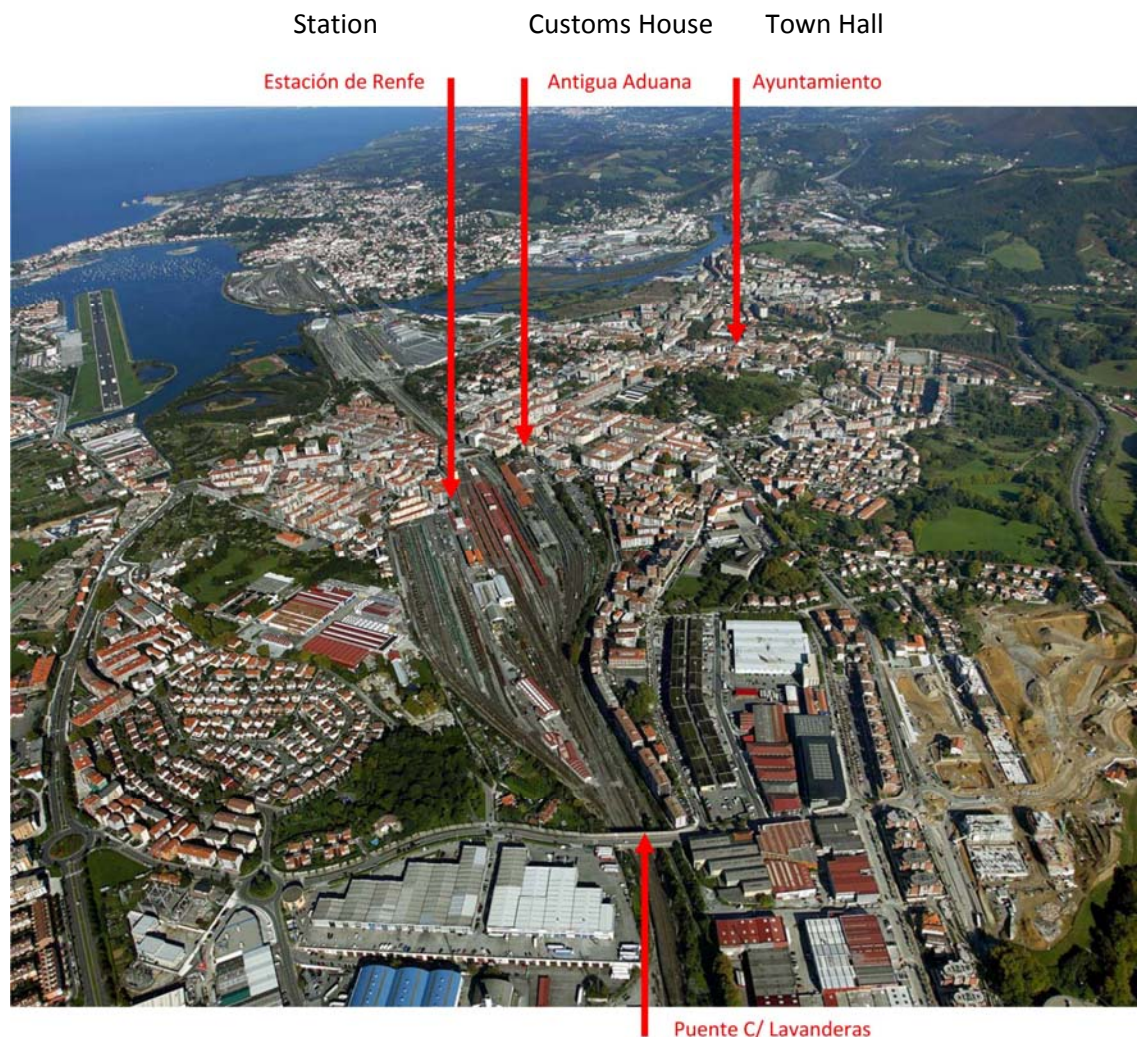 Station Customs House Town Hall
Estación de Renfe Antigua Aduana Ayuntamiento
Puente C/ Lavanderas